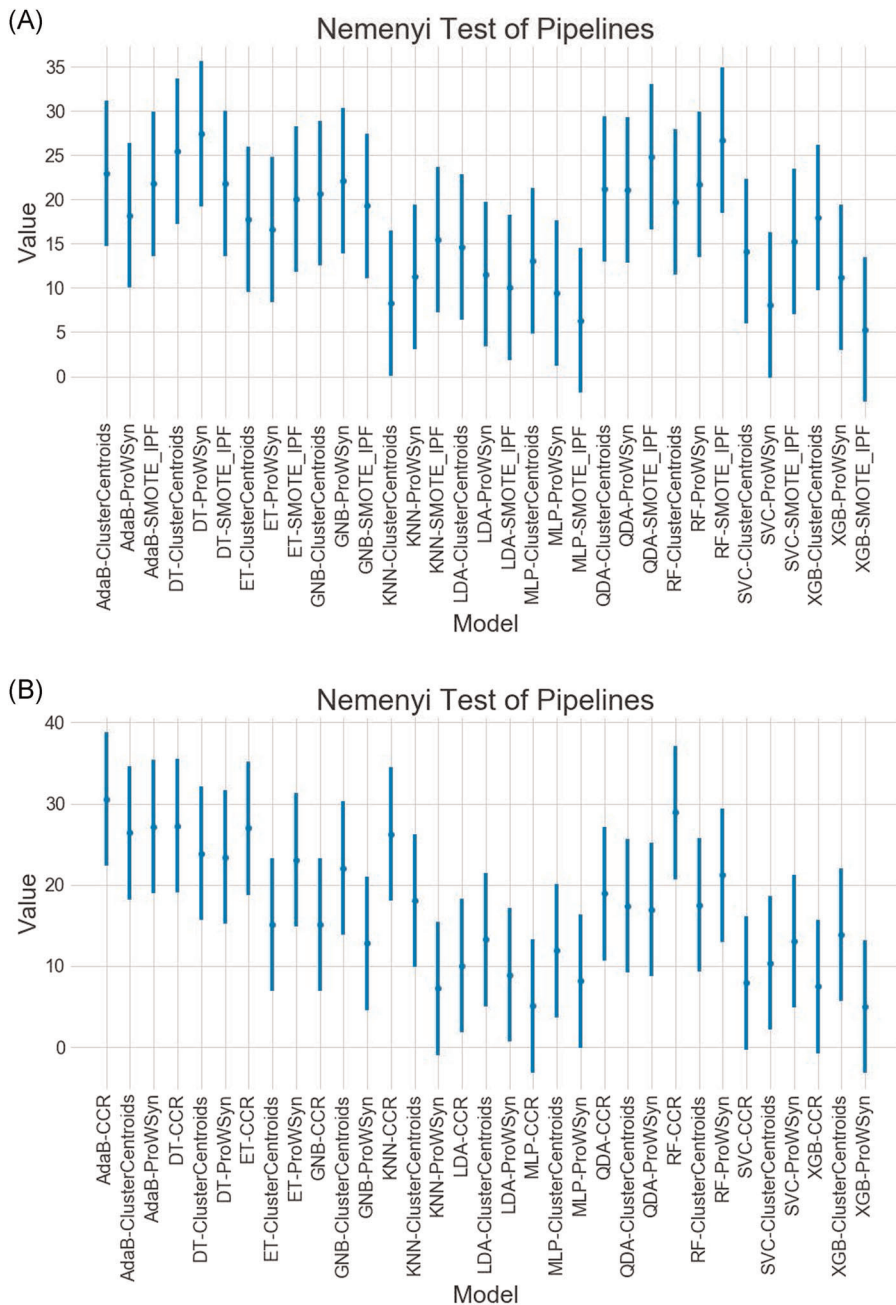 (A)
Nemenyi Test of Pipelines
35
30
25
20
15
10
5
0
Value
AdaB-ClusterCentroids
AdaB-ProWSyn
AdaB-SMOTE_IPF
DT-ClusterCentroids
DT-ProWSyn
DT-SMOTE_IPF
ET-ClusterCentroids
ET-ProWSyn
ET-SMOTE_IPF
GNB-ClusterCentroids
GNB-ProWSyn
GNB-SMOTE_IPF
KNN-ClusterCentroids
KNN-ProWSyn
KNN-SMOTE_IPF
LDA-ClusterCentroids
LDA-ProWSyn
LDA-SMOTE_IPF
MLP-ClusterCentroids
MLP-ProWSyn
MLP-SMOTE_IPF
QDA-ClusterCentroids
QDA-ProWSyn
QDA-SMOTE_IPF
RF-ClusterCentroids
RF-ProWSyn
RF-SMOTE_IPF
SVC-ClusterCentroids
SVC-ProWSyn
SVC-SMOTE_IPF
XGB-ClusterCentroids
XGB-ProWSyn
XGB-SMOTE_IPF
Model
(B)
Nemenyi Test of Pipelines
40
30
20
10
0
Value
AdaB-CCR
AdaB-ClusterCentroids
AdaB-ProWSyn
DT-CCR
DT-ClusterCentroids
DT-ProWSyn
ET-CCR
ET-ClusterCentroids
ET-ProWSyn
GNB-CCR
GNB-ClusterCentroids
GNB-ProWSyn
KNN-CCR
KNN-ClusterCentroids
KNN-ProWSyn
LDA-CCR
LDA-ClusterCentroids
LDA-ProWSyn
MLP-CCR
MLP-ClusterCentroids
MLP-ProWSyn
QDA-CCR
QDA-ClusterCentroids
QDA-ProWSyn
RF-CCR
RF-ClusterCentroids
RF-ProWSyn
SVC-CCR
SVC-ClusterCentroids
SVC-ProWSyn
XGB-CCR
XGB-ClusterCentroids
XGB-ProWSyn
Model